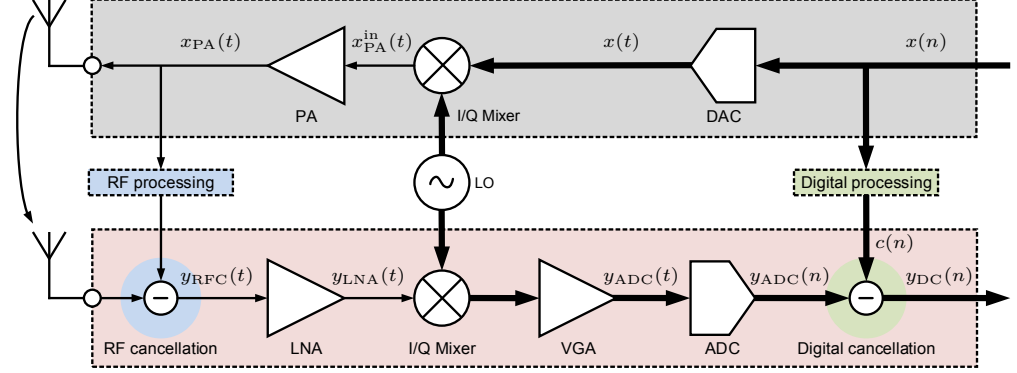 x_PA(t) x_PA^in(t) x(t) x(n)
PA I/Q Mixer DAC
RF processing LO Digital processing
c(n)
y_RFC(t) y_LNA(t) y_ADC(t) y_ADC(n) y_DC(n)
RF cancellation LNA I/Q Mixer VGA ADC Digital cancellation